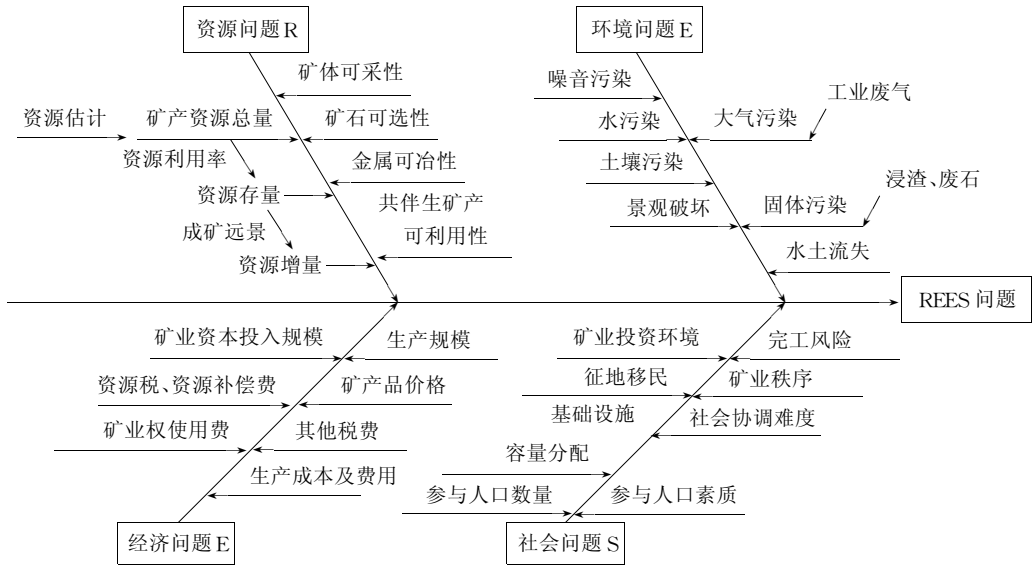 资源问题R
环境问题E
矿体可采性
噪音污染
工业废气
资源估计
矿产资源总量
矿石可选性
水污染
大气污染
资源利用率
金属可冶性
土壤污染
浸渣、废石
资源存量
共伴生矿产
可利用性
景观破坏
固体污染
成矿远景
资源增量
水土流失
REES问题
矿业资本投入规模
生产规模
矿业投资环境
完工风险
资源税、资源补偿费
矿产品价格
征地移民
矿业秩序
基础设施
社会协调难度
矿业权使用费
其他税费
容量分配
生产成本及费用
参与人口数量
参与人口素质
经济问题E
社会问题S